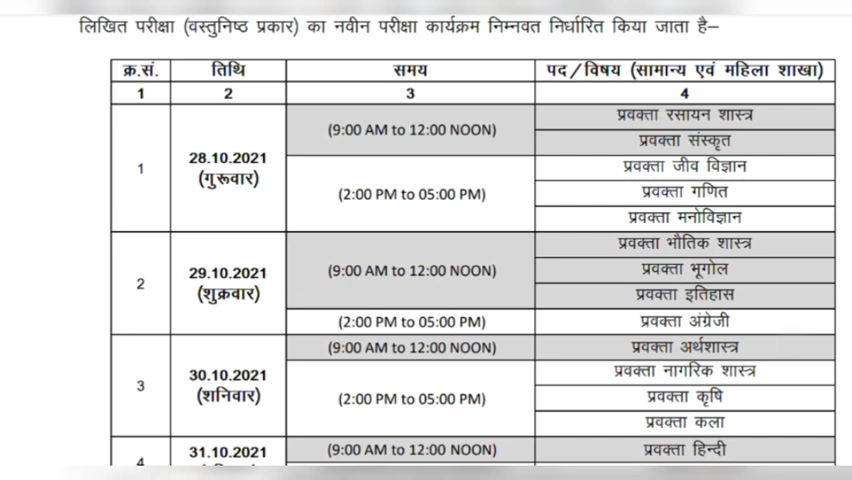 लिखित परीक्षा (वस्तुनिष्ठ प्रकार) का नवीन परीक्षा कार्यक्रम निम्नवत निर्धारित किया जाता है–
क्र.सं. तिथि समय पद/विषय (सामान्य एवं महिला शाखा)
1 2 3 4
1 28.10.2021 (गुरूवार) (9:00 AM to 12:00 NOON) प्रवक्ता रसायन शास्त्र
प्रवक्ता संस्कृत
(2:00 PM to 05:00 PM) प्रवक्ता जीव विज्ञान
प्रवक्ता गणित
प्रवक्ता मनोविज्ञान
2 29.10.2021 (शुक्रवार) (9:00 AM to 12:00 NOON) प्रवक्ता भौतिक शास्त्र
प्रवक्ता भूगोल
प्रवक्ता इतिहास
(2:00 PM to 05:00 PM) प्रवक्ता अंग्रेजी
3 30.10.2021 (शनिवार) (9:00 AM to 12:00 NOON) प्रवक्ता अर्थशास्त्र
(2:00 PM to 05:00 PM) प्रवक्ता नागरिक शास्त्र
प्रवक्ता कृषि
प्रवक्ता कला
4 31.10.2021 (9:00 AM to 12:00 NOON) प्रवक्ता हिन्दी